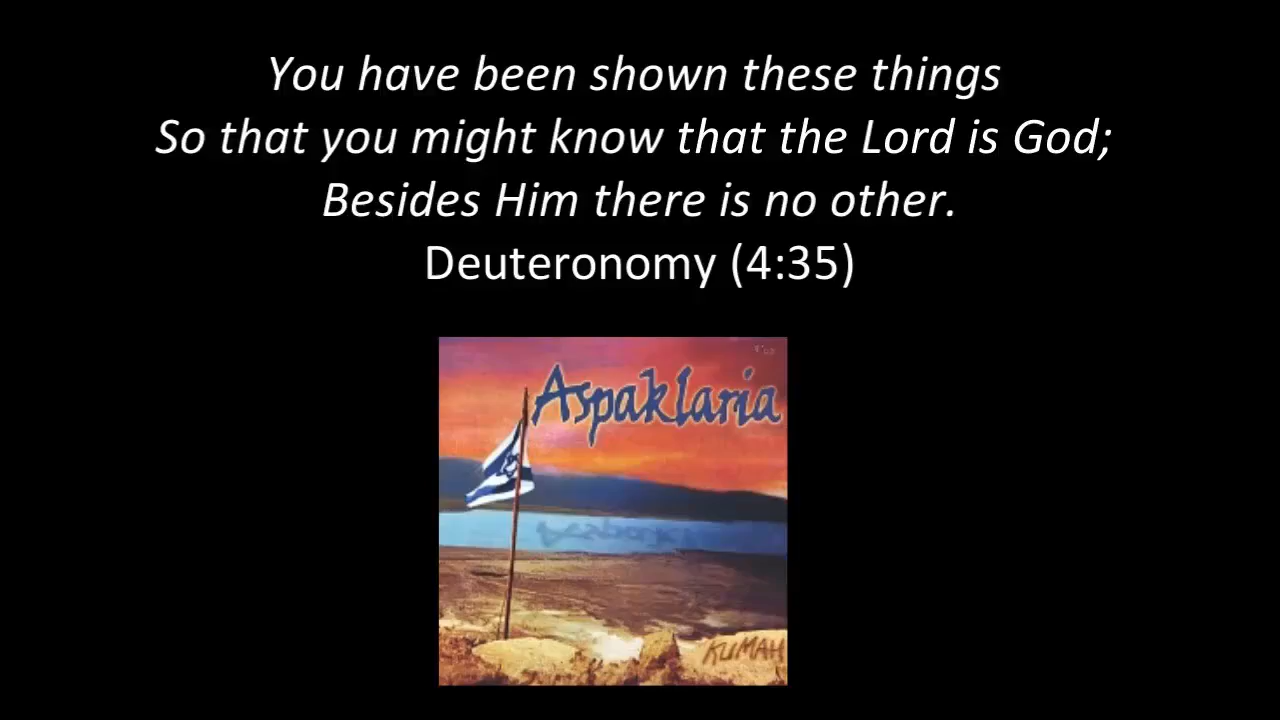 You have been shown these things
So that you might know that the Lord is God;
Besides Him there is no other.
Deuteronomy (4:35)
Aspaklaria
KUMAH